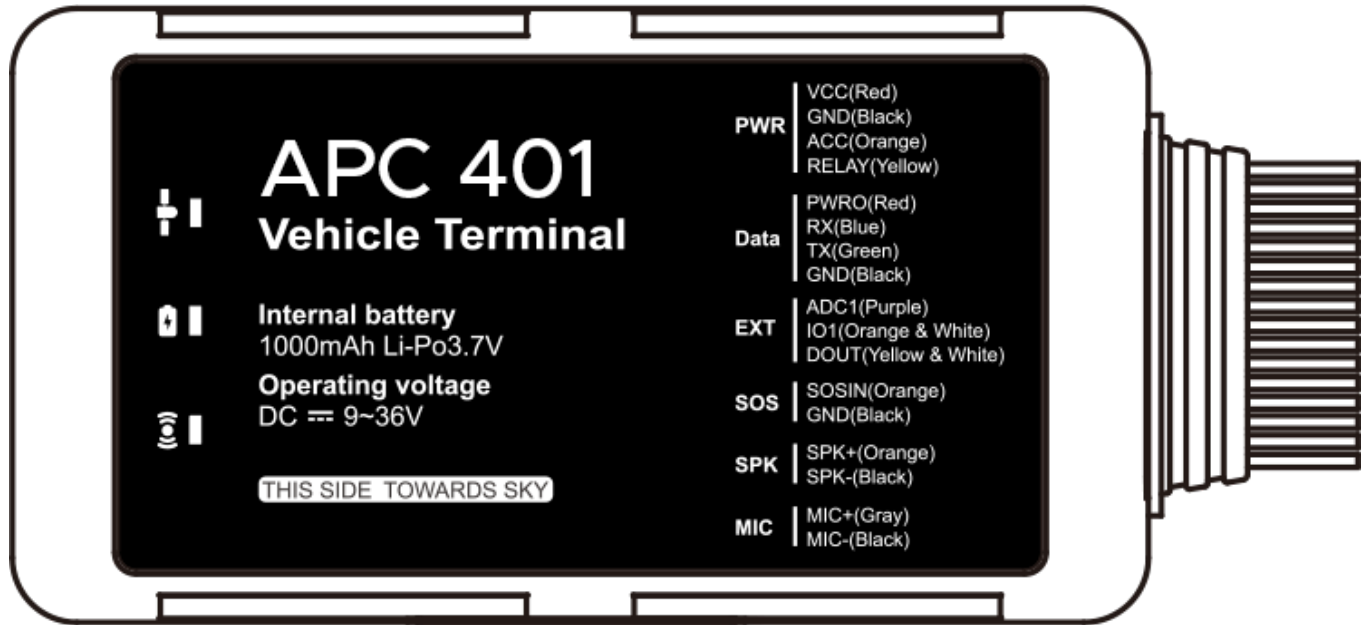 APC 401
Vehicle Terminal
Internal battery
1000mAh Li-Po3.7V
Operating voltage
DC ⎓ 9~36V
THIS SIDE TOWARDS SKY
PWR
VCC(Red)
GND(Black)
ACC(Orange)
RELAY(Yellow)
Data
PWRO(Red)
RX(Blue)
TX(Green)
GND(Black)
EXT
ADC1(Purple)
IO1(Orange & White)
DOUT(Yellow & White)
SOS
SOSIN(Orange)
GND(Black)
SPK
SPK+(Orange)
SPK-(Black)
MIC
MIC+(Gray)
MIC-(Black)